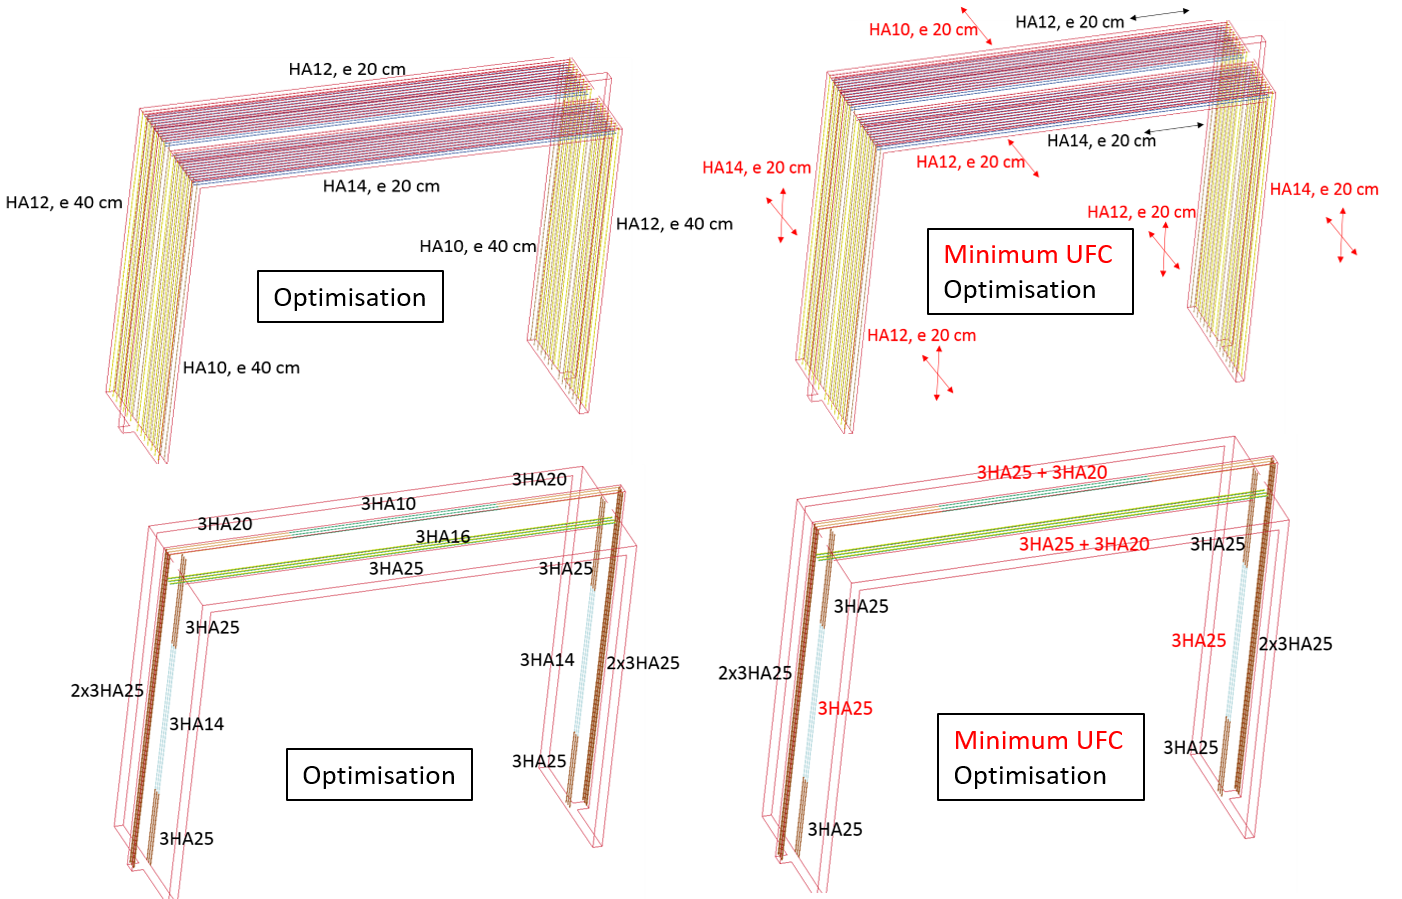 HA12, e 20 cm
HA12, e 40 cm
HA14, e 20 cm
HA12, e 40 cm
HA10, e 40 cm
Optimisation
HA10, e 40 cm
HA10, e 20 cm
HA12, e 20 cm
HA14, e 20 cm
HA12, e 20 cm
HA14, e 20 cm
HA14, e 20 cm
HA12, e 20 cm
Minimum UFC
Optimisation
HA12, e 20 cm
3HA20
3HA10
3HA20
3HA16
3HA25
3HA25
3HA25
3HA14
2x3HA25
2x3HA25
3HA14
3HA25
Optimisation
3HA25
3HA25 + 3HA20
3HA25 + 3HA20
3HA25
3HA25
3HA25
2x3HA25
2x3HA25
3HA25
Minimum UFC
Optimisation
3HA25
3HA25